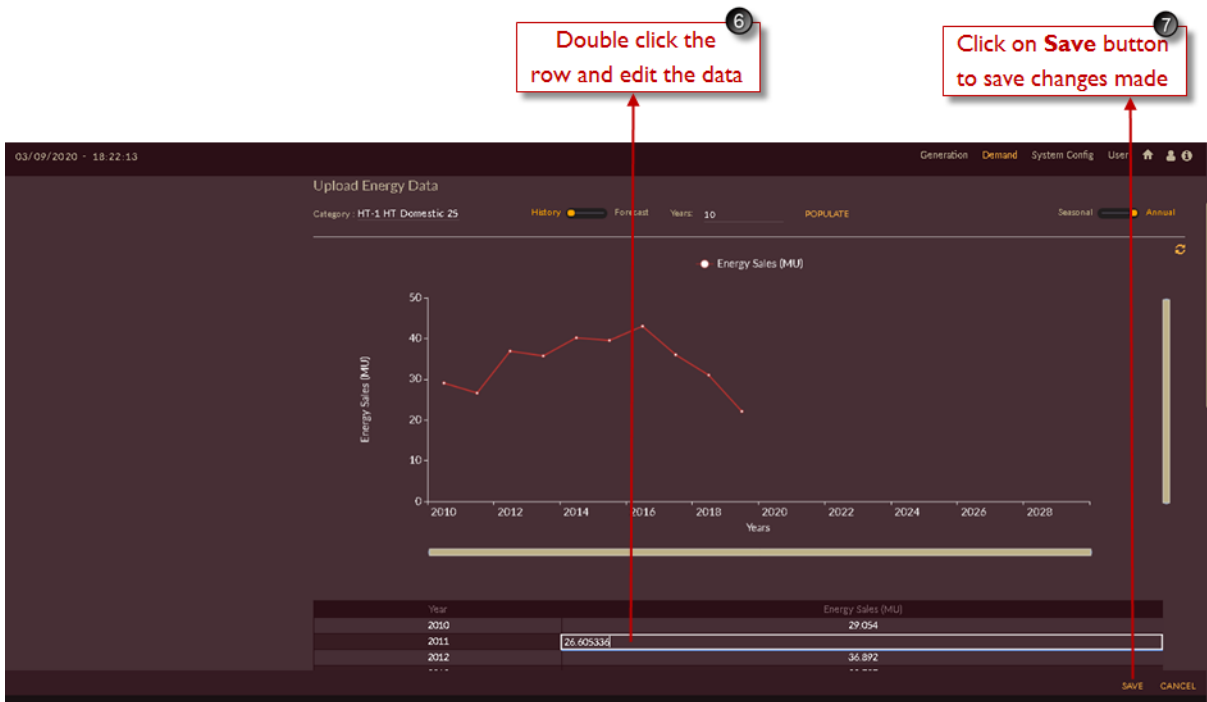 6
Double click the
row and edit the data
7
Click on Save button
to save changes made
03/09/2020 - 18:22:13
Generation Demand System Config User
Upload Energy Data
Category : HT-1 HT Domestic 25 History Forecast Years: 10 POPULATE Seasonal Annual
Energy Sales (MU)
50
40
30
20
10
0
Energy Sales (MU)
2010 2012 2014 2016 2018 2020 2022 2024 2026 2028
Years
Year Energy Sales (MU)
2010 29.054
2011 26.605336
2012 36.892
SAVE CANCEL